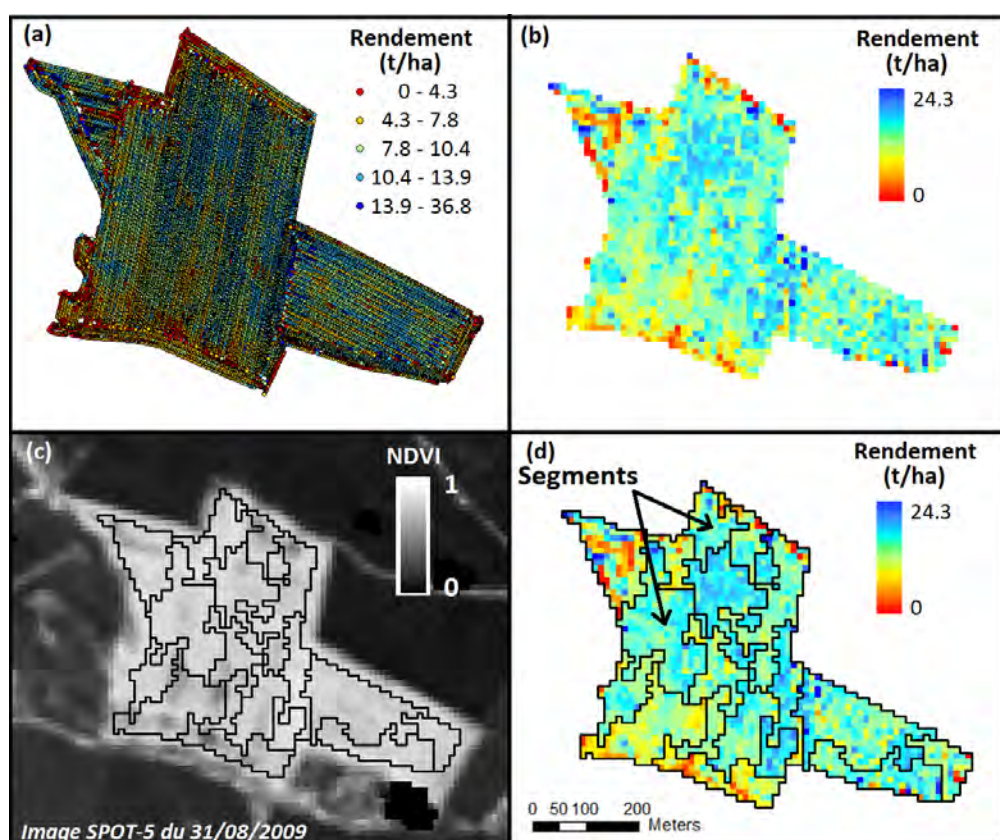 (a)
Rendement
(t/ha)
0 - 4.3
4.3 - 7.8
7.8 - 10.4
10.4 - 13.9
13.9 - 36.8
(b)
Rendement
(t/ha)
24.3
0
(c)
NDVI
1
0
Image SPOT-5 du 31/08/2009
(d)
Segments
Rendement
(t/ha)
24.3
0
0 50 100 200
Meters